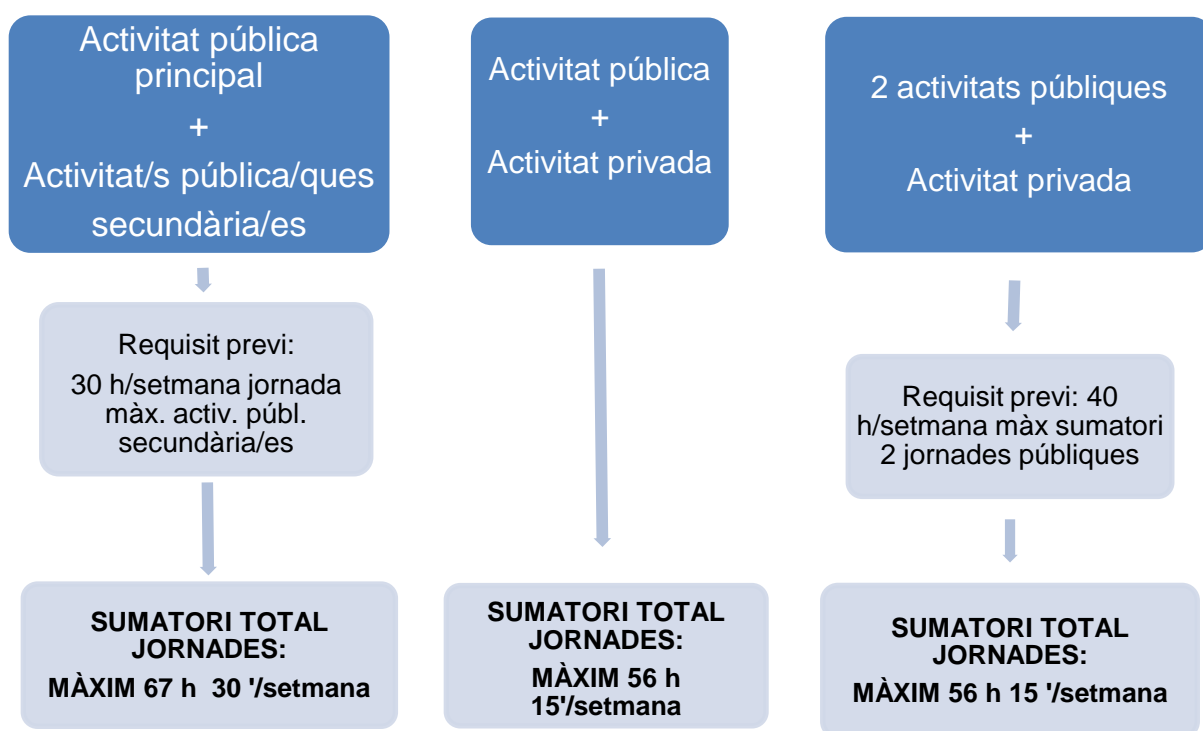 Activitat pública
principal
+
Activitat/s pública/ques
secundària/es
Requisit previ:
30 h/setmana jornada
màx. activ. públ.
secundària/es
SUMATORI TOTAL
JORNADES:
MÀXIM 67 h 30 '/setmana
Activitat pública
+
Activitat privada
SUMATORI TOTAL
JORNADES:
MÀXIM 56 h
15'/setmana
2 activitats públiques
+
Activitat privada
Requisit previ: 40
h/setmana màx sumatori
2 jornades públiques
SUMATORI TOTAL
JORNADES:
MÀXIM 56 h 15 '/setmana